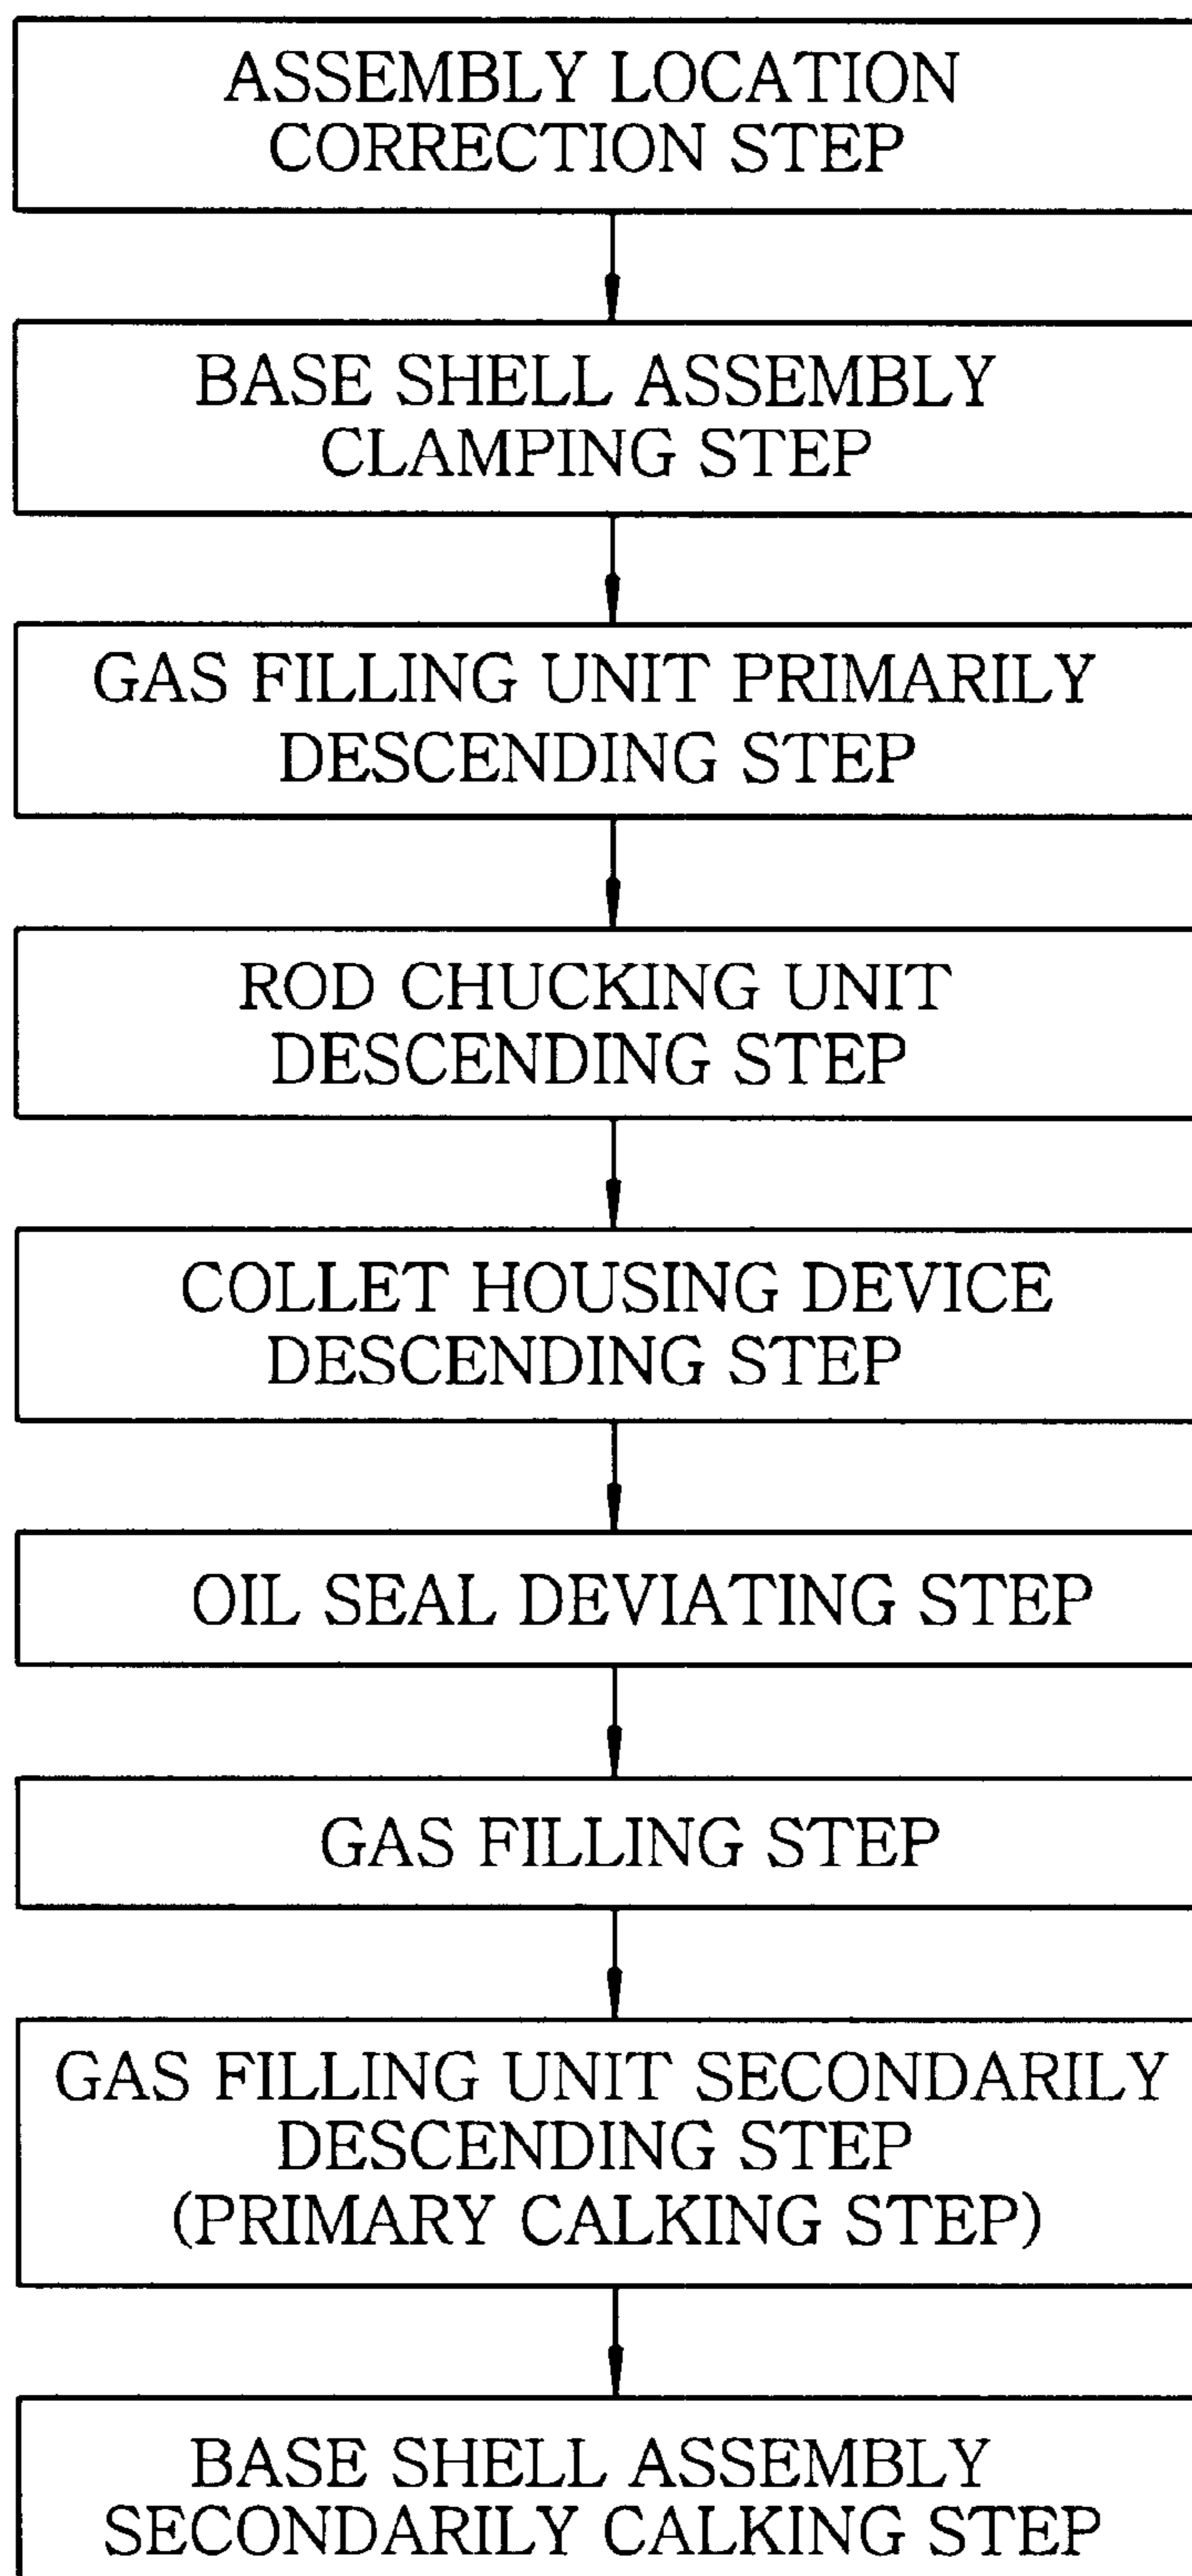 ASSEMBLY LOCATION
CORRECTION STEP
BASE SHELL ASSEMBLY
CLAMPING STEP
GAS FILLING UNIT PRIMARILY
DESCENDING STEP
ROD CHUCKING UNIT
DESCENDING STEP
COLLET HOUSING DEVICE
DESCENDING STEP
OIL SEAL DEVIATING STEP
GAS FILLING STEP
GAS FILLING UNIT SECONDARILY
DESCENDING STEP
(PRIMARY CALKING STEP)
BASE SHELL ASSEMBLY
SECONDARILY CALKING STEP